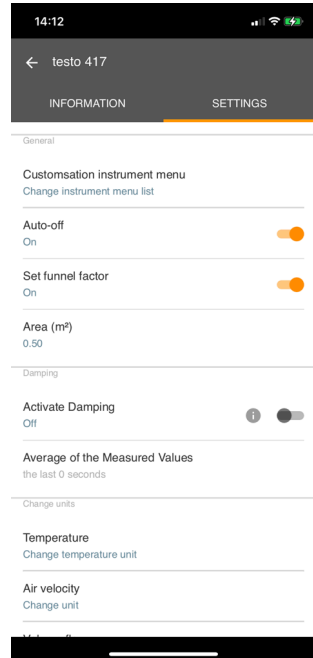 14:12
testo 417
INFORMATION SETTINGS
General
Customsation instrument menu
Change instrument menu list
Auto-off
On
Set funnel factor
On
Area (m²)
0.50
Damping
Activate Damping
Off
Average of the Measured Values
the last 0 seconds
Change units
Temperature
Change temperature unit
Air velocity
Change unit